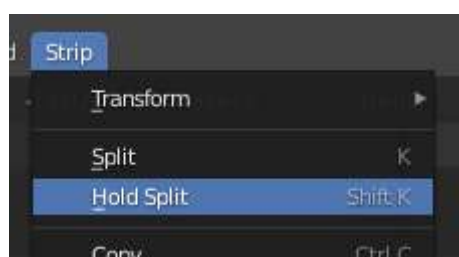 Strip
Transform
Split K
Hold Split Shift K
Copy Ctrl C